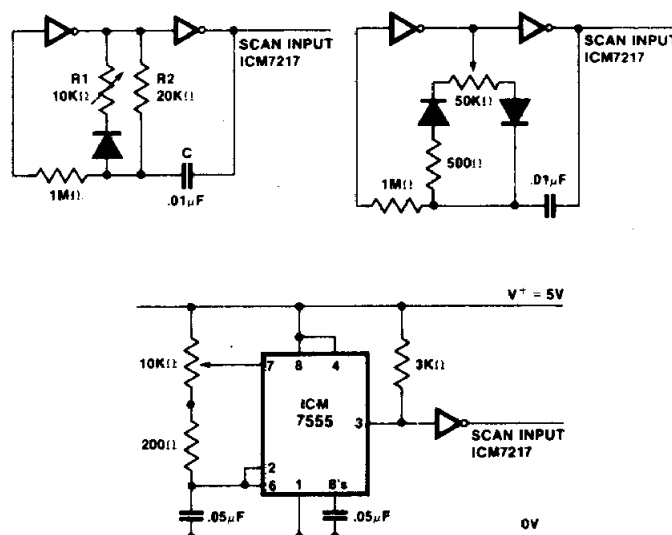 R1
10KΩ
R2
20KΩ
SCAN INPUT
ICM7217
C
1MΩ
.01µF
SCAN INPUT
ICM7217
50KΩ
500Ω
1MΩ
.01µF
V+ = 5V
10KΩ
7
8
4
3KΩ
ICM
7555
3
SCAN INPUT
ICM7217
200Ω
2
6
1
8's
.05µF
.05µF
0V